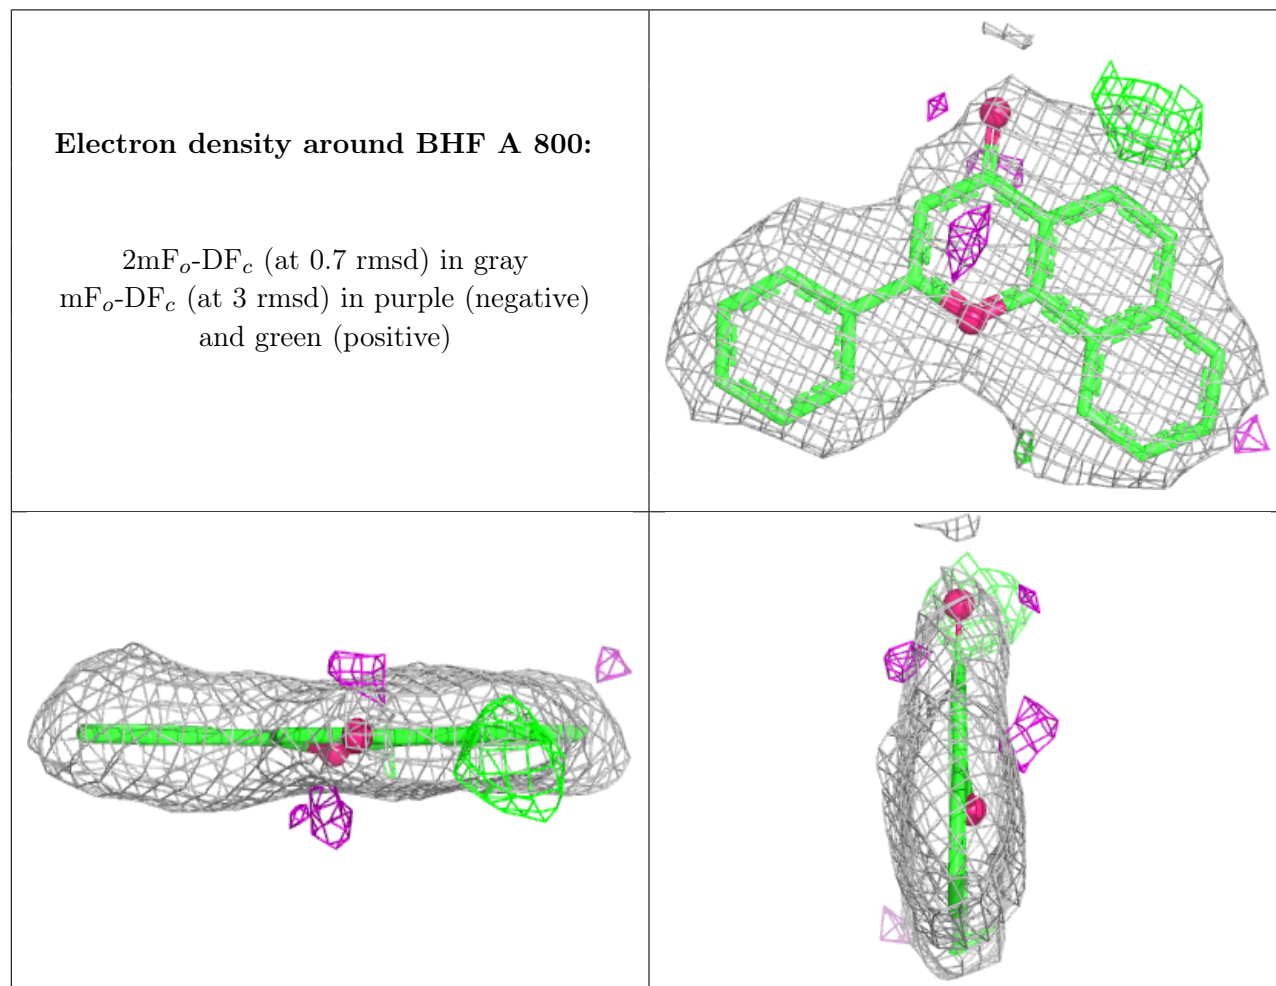 Electron density around BHF A 800:
2mFo-DFc (at 0.7 rmsd) in gray
mFo-DFc (at 3 rmsd) in purple (negative)
and green (positive)